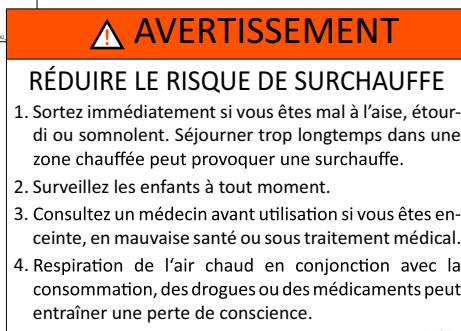 AVERTISSEMENT
RÉDUIRE LE RISQUE DE SURCHAUFFE
1. Sortez immédiatement si vous êtes mal à l'aise, étour-
di ou somnolent. Séjourner trop longtemps dans une
zone chauffée peut provoquer une surchauffe.
2. Surveillez les enfants à tout moment.
3. Consultez un médecin avant utilisation si vous êtes en-
ceinte, en mauvaise santé ou sous traitement médical.
4. Respiration de l'air chaud en conjonction avec la
consommation, des drogues ou des médicaments peut
entraîner une perte de conscience.